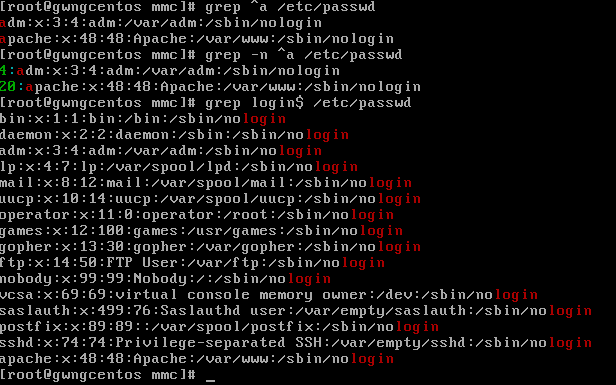 [root@gwngcentos mmc]# grep ^a /etc/passwd
adm:x:3:4:adm:/var/adm:/sbin/nologin
apache:x:48:48:Apache:/var/www:/sbin/nologin
[root@gwngcentos mmc]# grep -n ^a /etc/passwd
4:adm:x:3:4:adm:/var/adm:/sbin/nologin
20:apache:x:48:48:Apache:/var/www:/sbin/nologin
[root@gwngcentos mmc]# grep login$ /etc/passwd
bin:x:1:1:bin:/bin:/sbin/nologin
daemon:x:2:2:daemon:/sbin:/sbin/nologin
adm:x:3:4:adm:/var/adm:/sbin/nologin
lp:x:4:7:lp:/var/spool/lpd:/sbin/nologin
mail:x:8:12:mail:/var/spool/mail:/sbin/nologin
uucp:x:10:14:uucp:/var/spool/uucp:/sbin/nologin
operator:x:11:0:operator:/root:/sbin/nologin
games:x:12:100:games:/usr/games:/sbin/nologin
gopher:x:13:30:gopher:/var/gopher:/sbin/nologin
ftp:x:14:50:FTP User:/var/ftp:/sbin/nologin
nobody:x:99:99:Nobody:/:/sbin/nologin
vcsa:x:69:69:virtual console memory owner:/dev:/sbin/nologin
saslauth:x:499:76:Saslauthd user:/var/empty/saslauth:/sbin/nologin
postfix:x:89:89::/var/spool/postfix:/sbin/nologin
sshd:x:74:74:Privilege-separated SSH:/var/empty/sshd:/sbin/nologin
apache:x:48:48:Apache:/var/www:/sbin/nologin
[root@gwngcentos mmc]# _